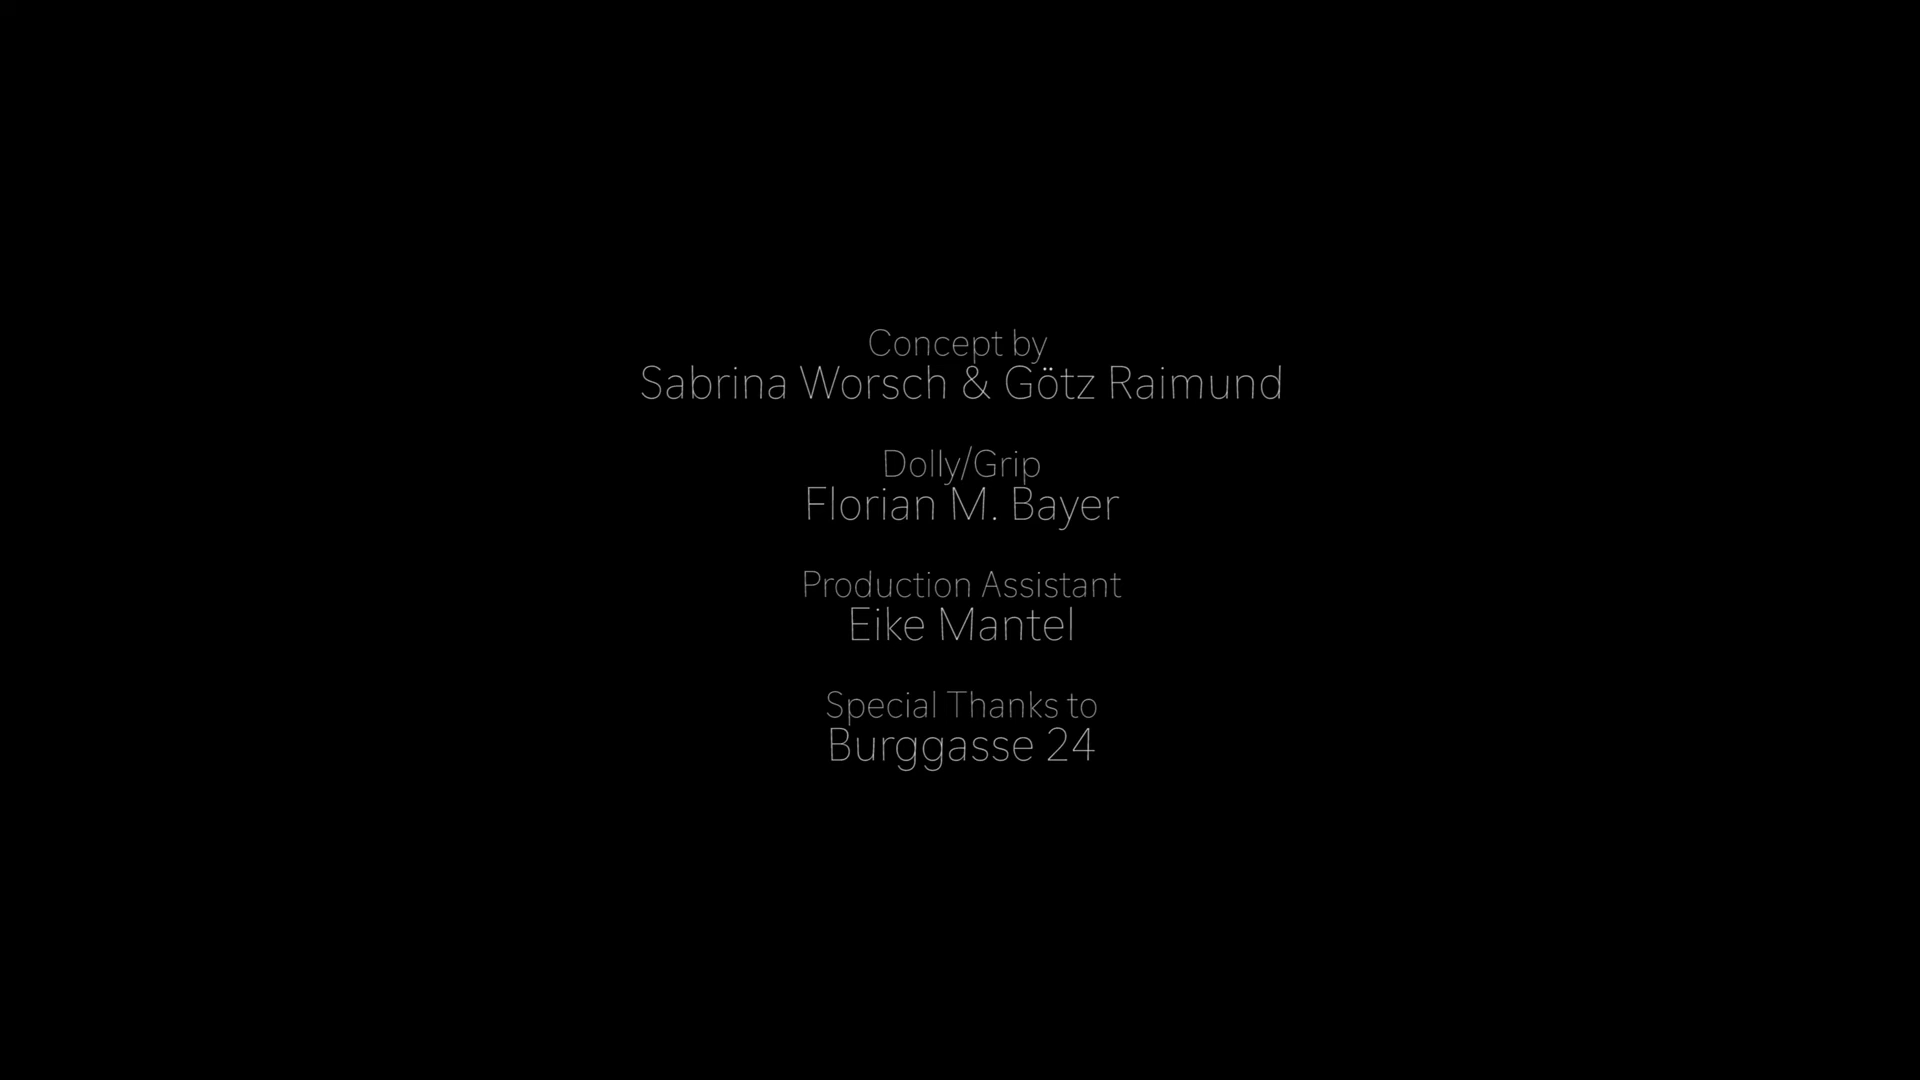 Concept by
Sabrina Worsch & Götz Raimund
Dolly/Grip
Florian M. Bayer
Production Assistant
Eike Mantel
Special Thanks to
Burggasse 24